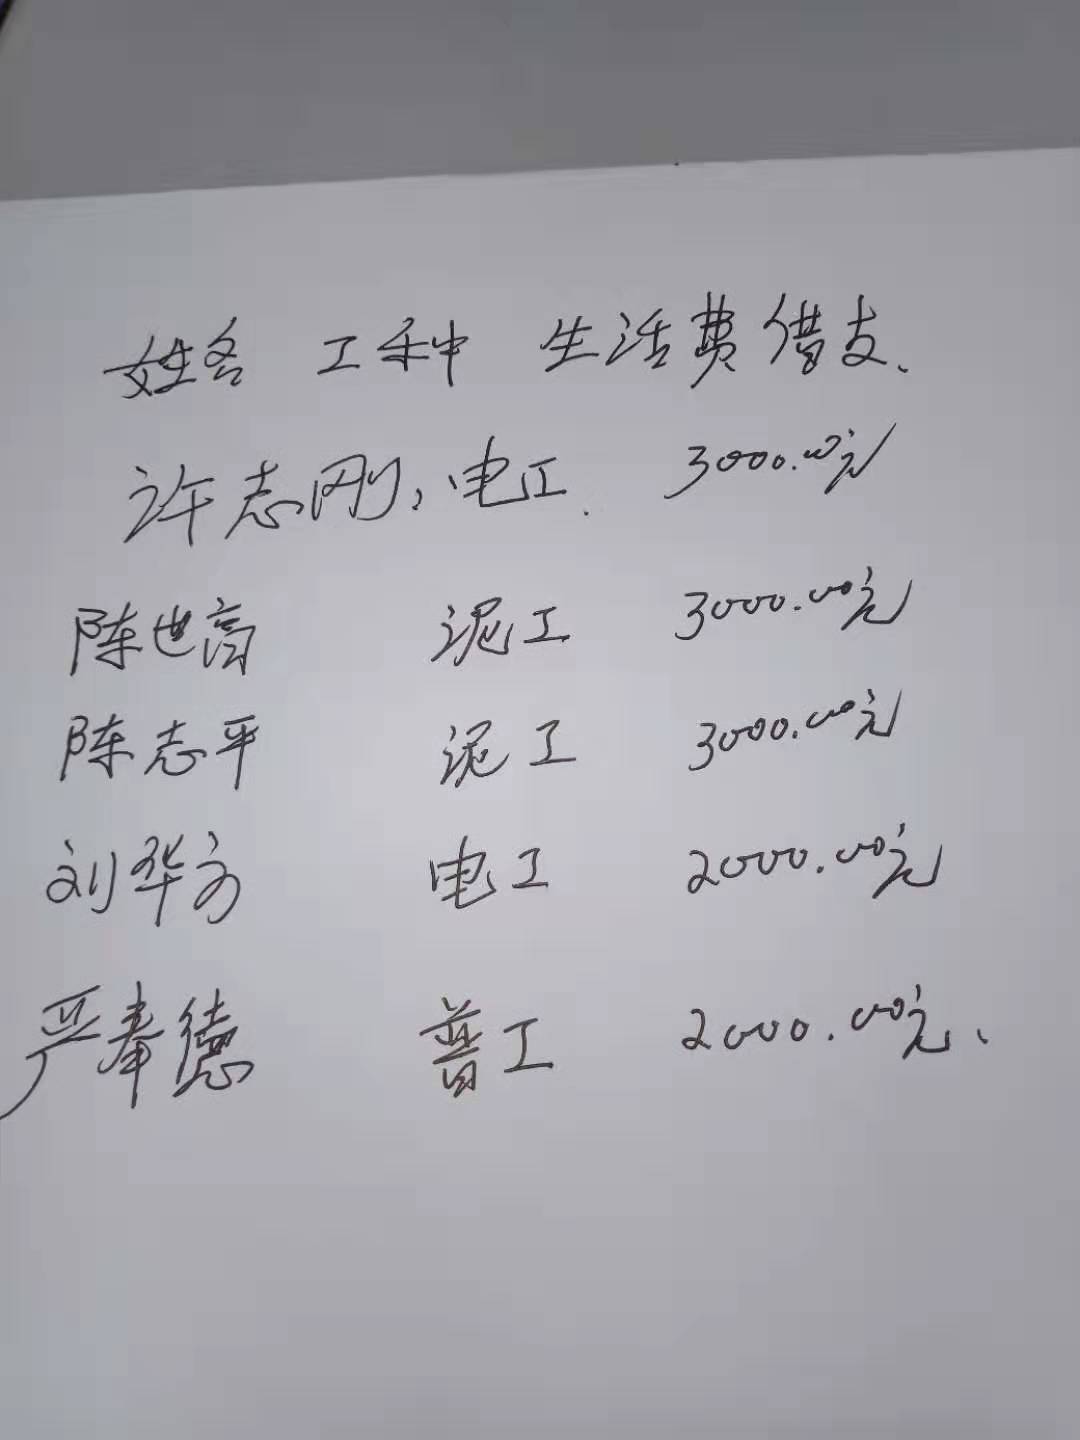 姓名 工种 生活费借支、
许志刚, 电工. 3000.00元
陈世高 泥工 3000.00元
陈志平 泥工 3000.00元
刘华方 电工 2000.00元
严奉德 普工 2000.00元、